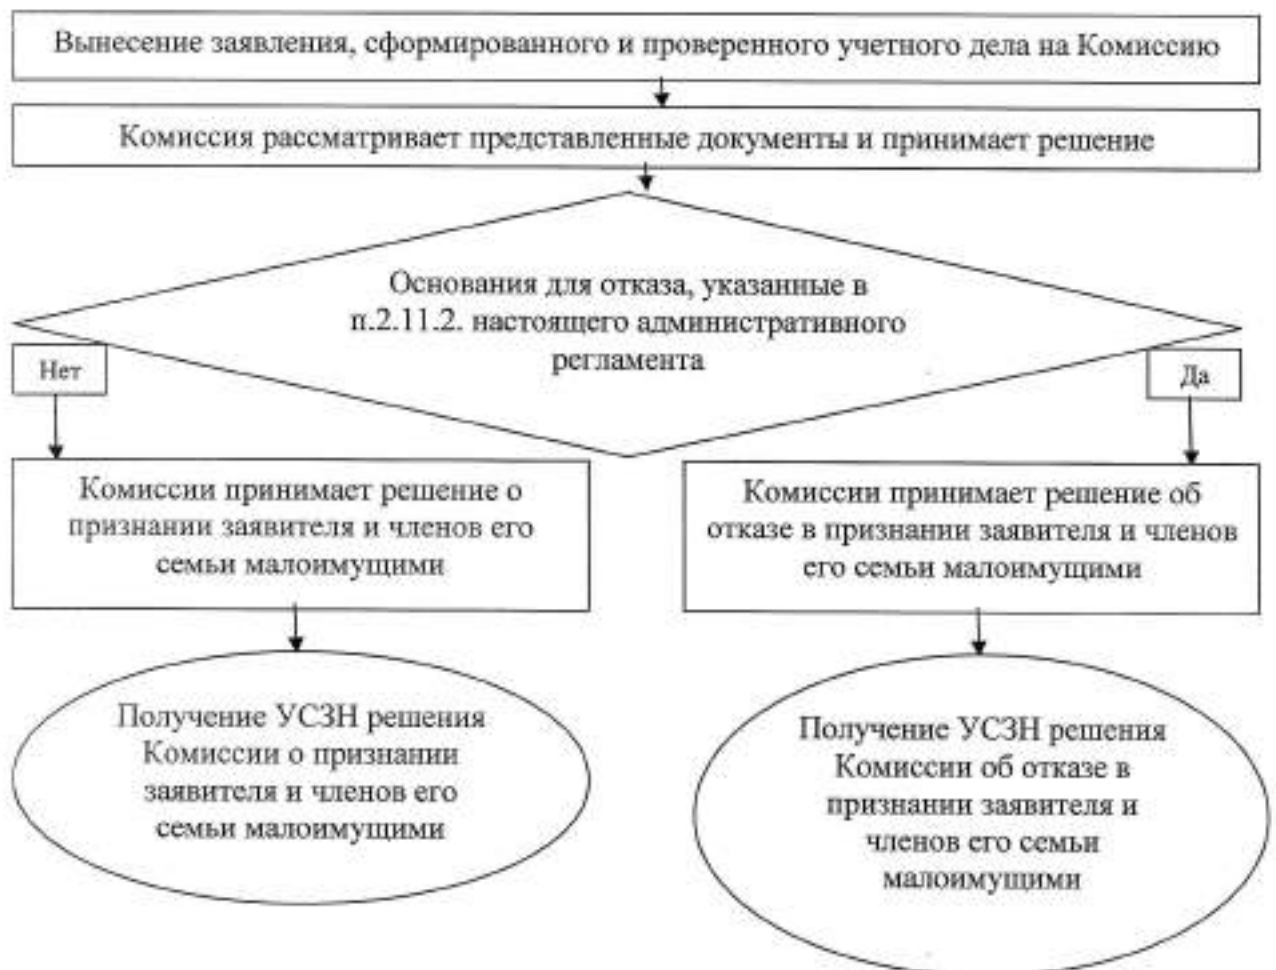 Вынесение заявления, сформированного и проверенного учетного дела на Комиссию
Комиссия рассматривает представленные документы и принимает решение
Основания для отказа, указанные в
п.2.11.2. настоящего административного
регламента
Нет
Да
Комиссии принимает решение о
признании заявителя и членов его
семьи малоимущими
Комиссии принимает решение об
отказе в признании заявителя и членов
его семьи малоимущими
Получение УСЗН решения
Комиссии о признании
заявителя и членов его
семьи малоимущими
Получение УСЗН решения
Комиссии об отказе в
признании заявителя и
членов его семьи
малоимущими